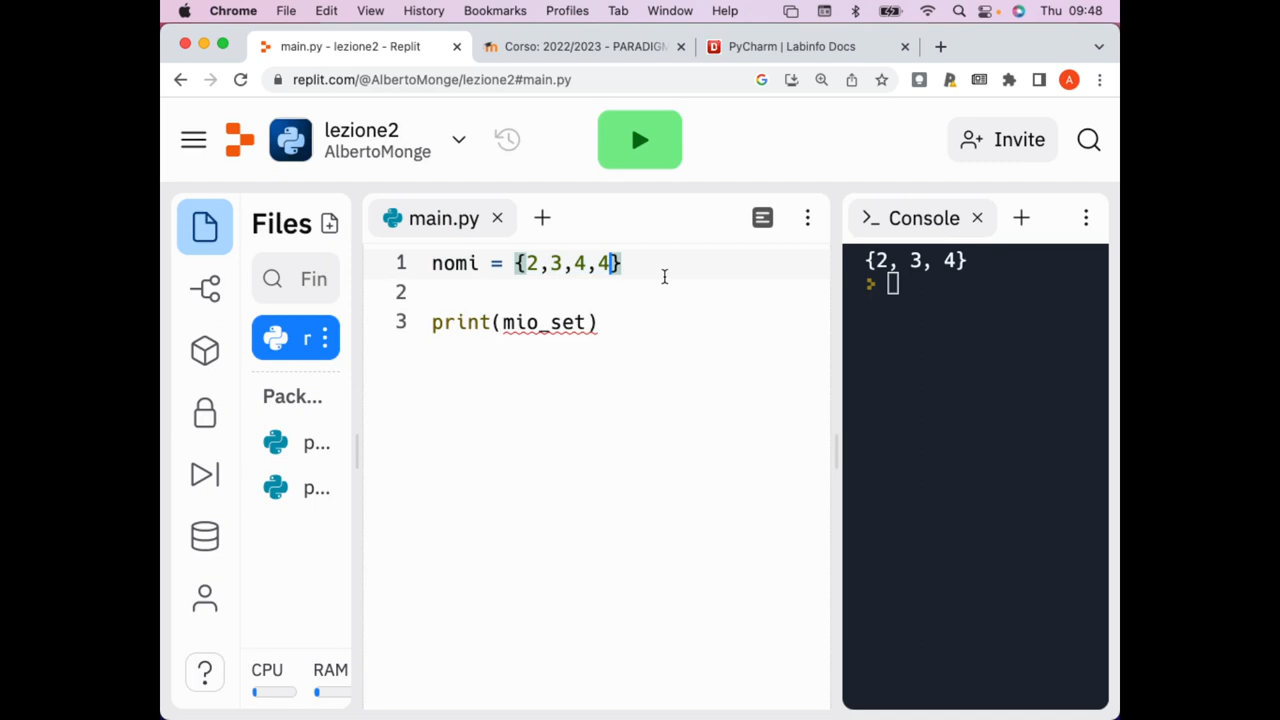 Chrome File Edit View History Bookmarks Profiles Tab Window Help Thu 09:48
main.py - lezione2 - Replit
Corso: 2022/2023 - PARADIGM
PyCharm | Labinfo Docs
replit.com/@AlbertoMonge/lezione2#main.py
A
lezione2
AlbertoMonge
Invite
Files
Fin
r
Pack...
p...
p...
CPU RAM
main.py
1 nomi = {2,3,4,4}
2
3 print(mio_set)
Console
{2, 3, 4}